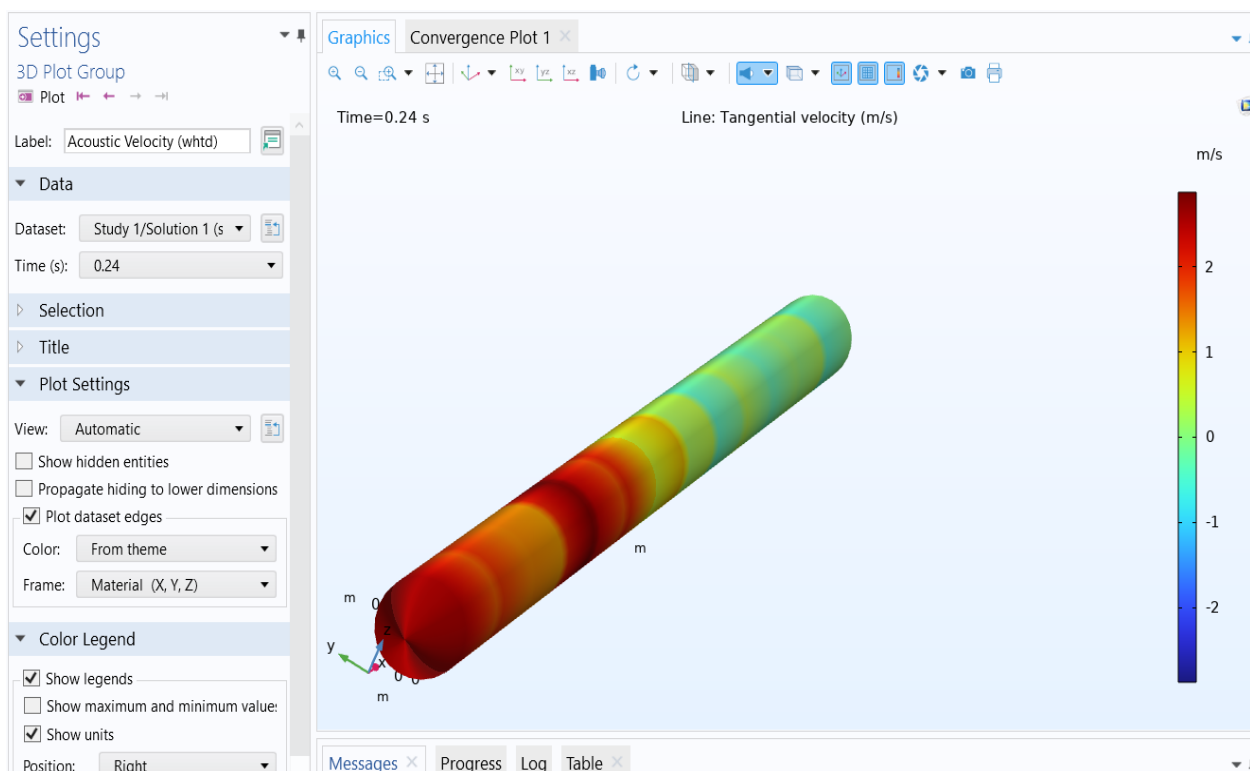 Settings
3D Plot Group
Plot
Label: Acoustic Velocity (whtd)
Data
Dataset: Study 1/Solution 1 (s
Time (s): 0.24
Selection
Title
Plot Settings
View: Automatic
Show hidden entities
Propagate hiding to lower dimensions
Plot dataset edges
Color: From theme
Frame: Material (X, Y, Z)
Color Legend
Show legends
Show maximum and minimum values
Show units
Position: Right
Graphics
Convergence Plot 1
xy yz xz
Time=0.24 s
Line: Tangential velocity (m/s)
m/s
2
1
0
-1
-2
m
m 0
y z x
0 0
m
Messages
Progress
Log
Table